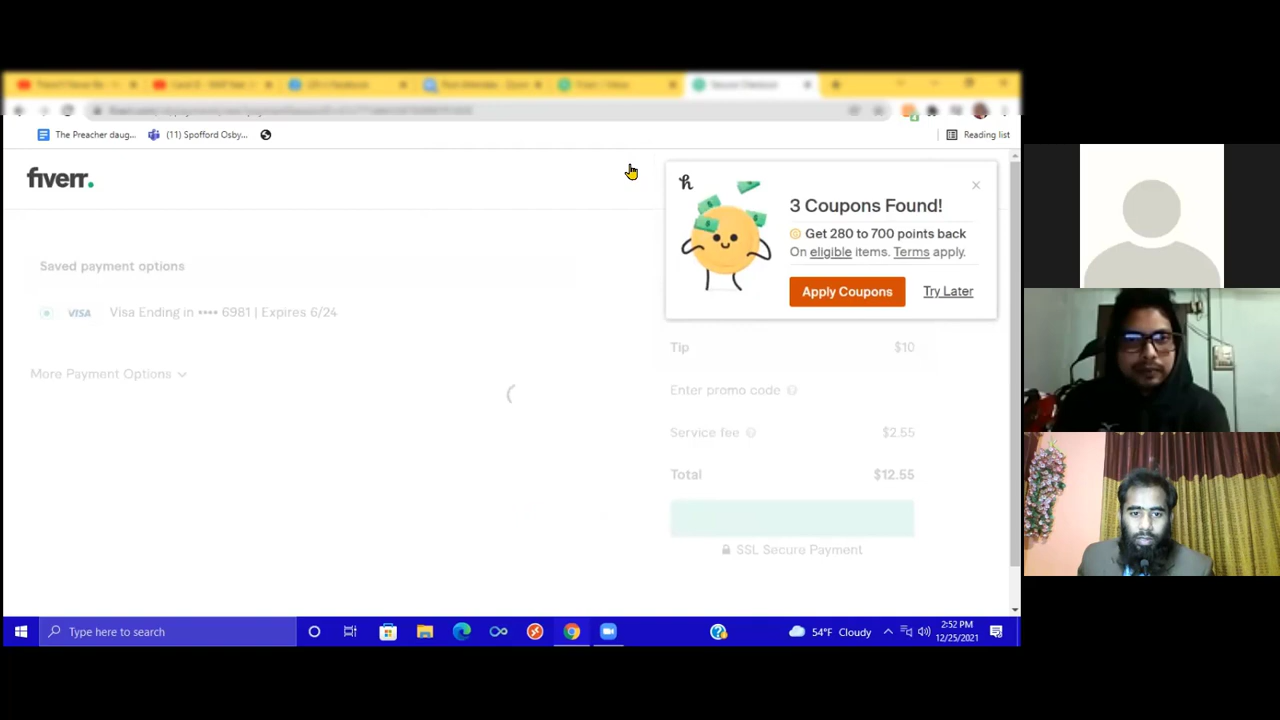 The Preacher daug...
(11) Spofford Osby...
Reading list
fiverr.
h
3 Coupons Found!
Get 280 to 700 points back
On eligible items. Terms apply.
Apply Coupons
Try Later
Saved payment options
VISA
Visa Ending in •••• 6981 | Expires 6/24
More Payment Options
Tip
$10
Enter promo code
Service fee
$2.55
Total
$12.55
SSL Secure Payment
Type here to search
54°F Cloudy
2:52 PM
12/25/2021